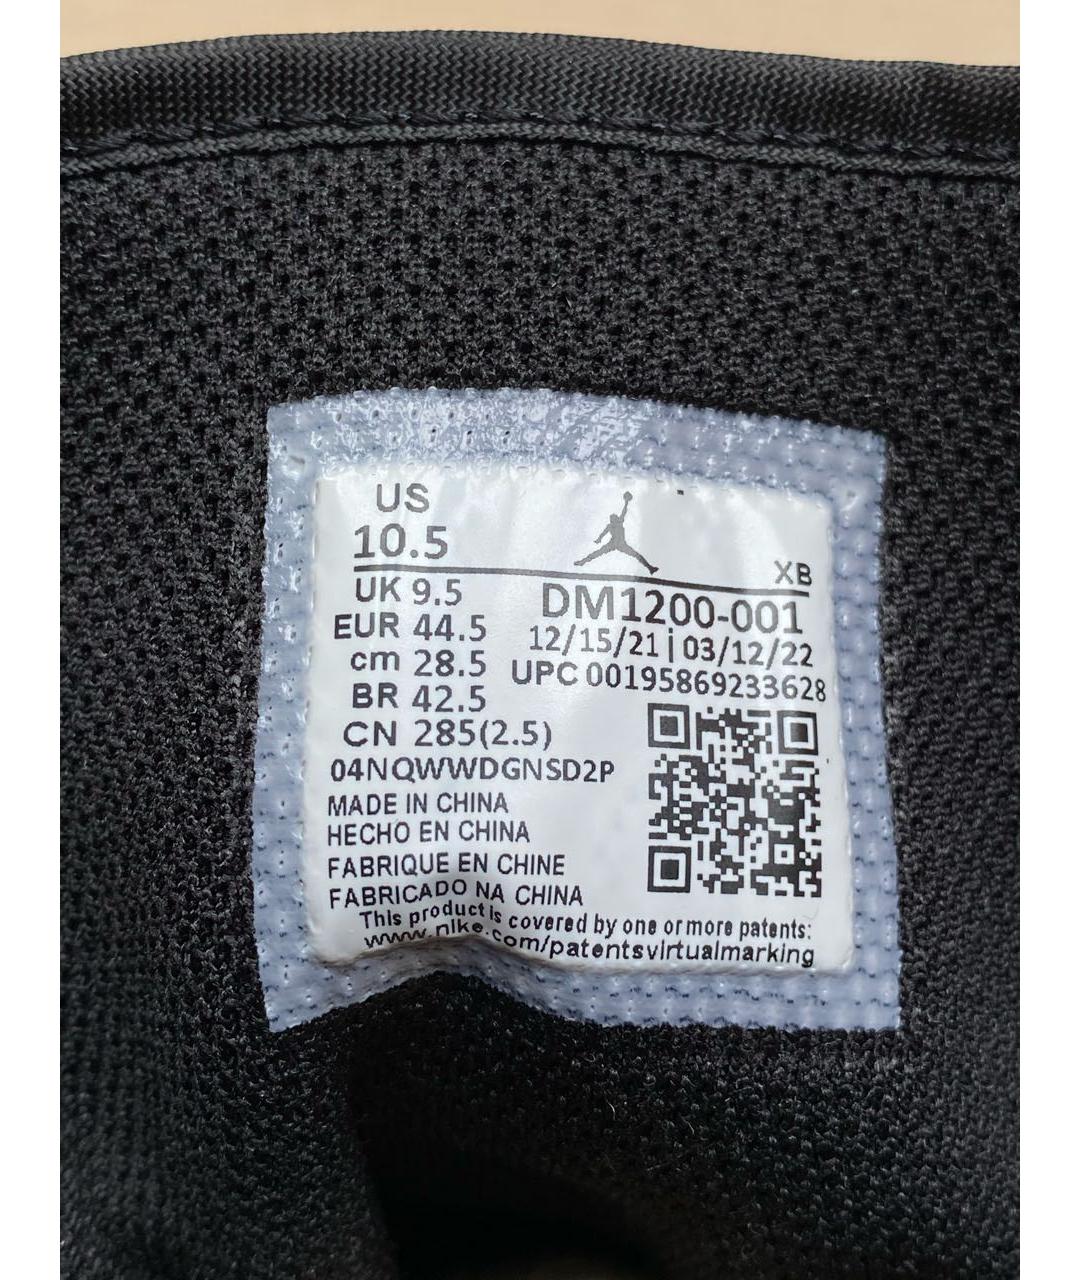 US
10.5
XB
UK 9.5
DM1200-001
EUR 44.5
12/15/21 | 03/12/22
cm 28.5
UPC 00195869233628
BR 42.5
CN 285(2.5)
04NQWWDGNSD2P
MADE IN CHINA
HECHO EN CHINA
FABRIQUE EN CHINE
FABRICADO NA CHINA
This product is covered by one or more patents:
www.nike.com/patentsvirtualmarking